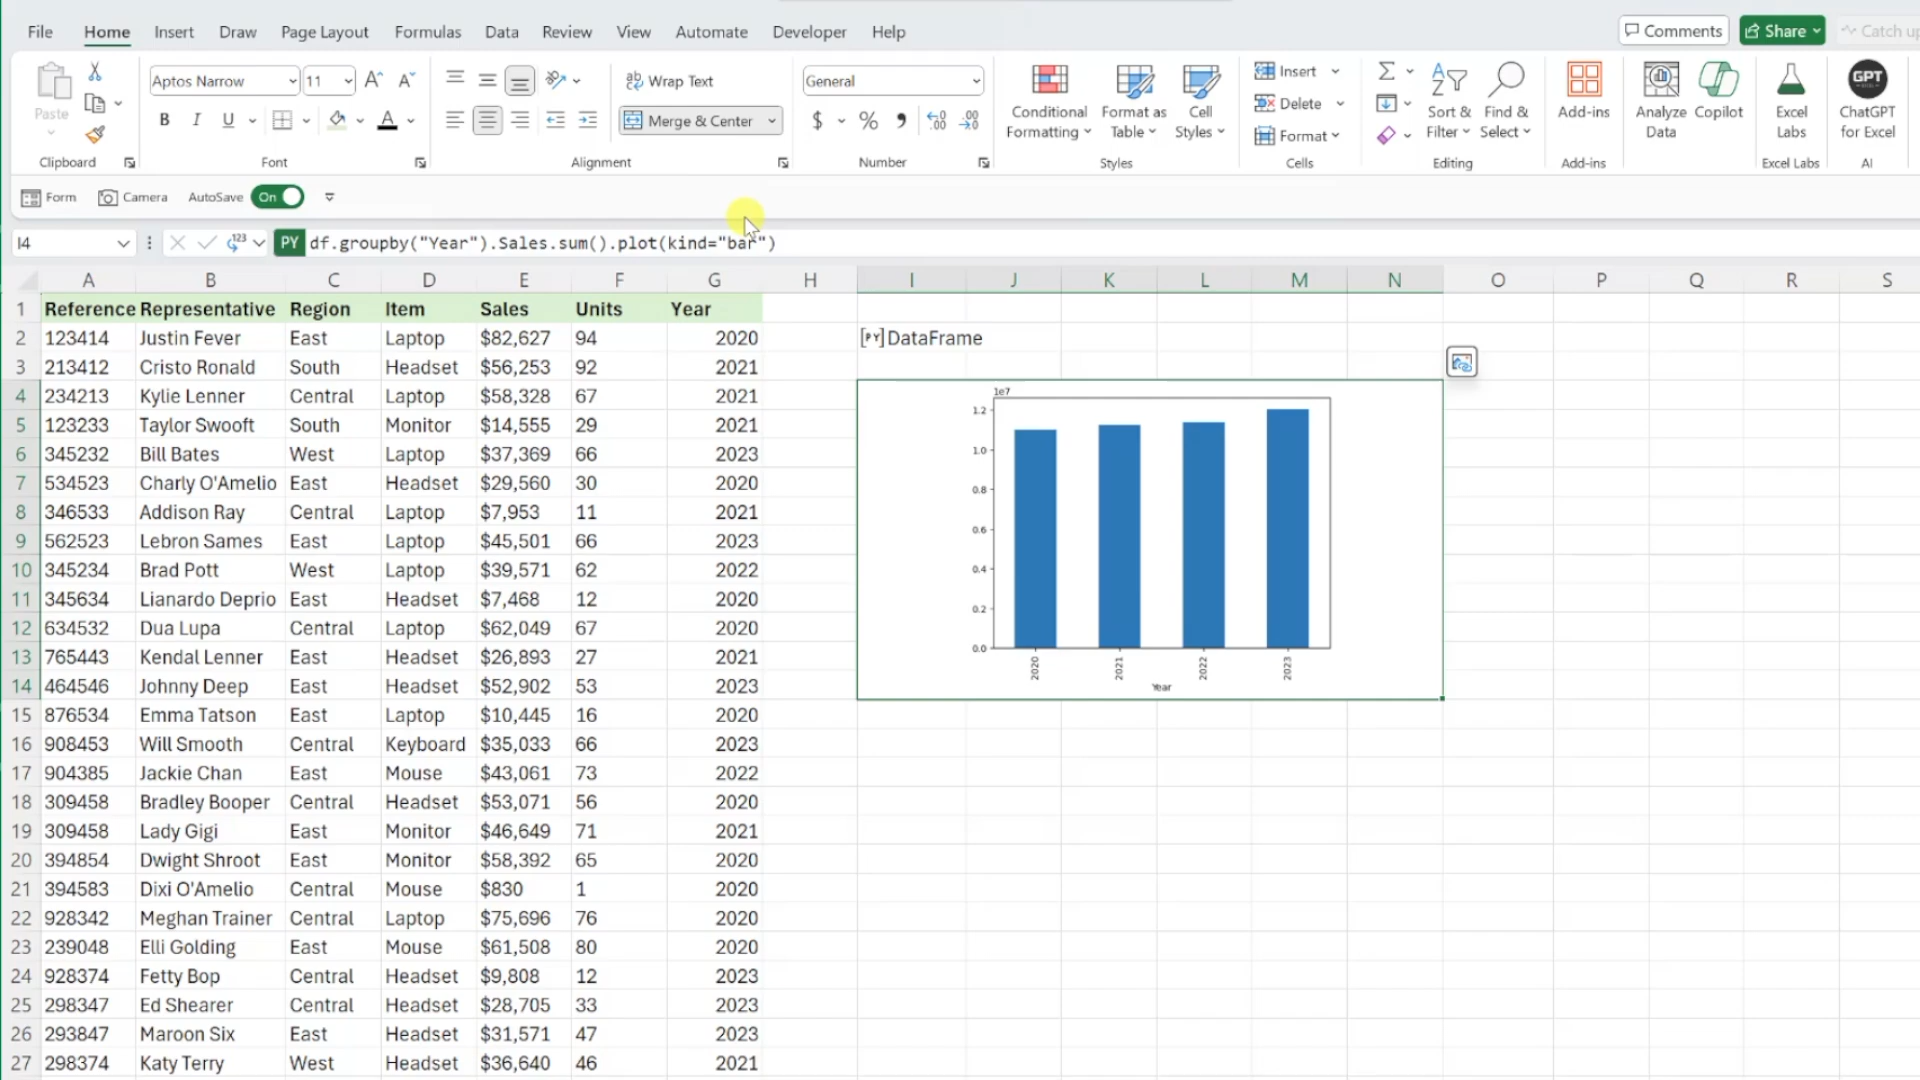 File Home Insert Draw Page Layout Formulas Data Review View Automate Developer Help Comments Share Catch up
Aptos Narrow 11 Wrap Text General Insert
Paste B I U Merge & Center $ % Delete
Conditional Formatting Format as Table Cell Styles Format Sort & Filter Find & Select Add-ins Analyze Data Copilot Excel Labs GPT ChatGPT for Excel
Clipboard Font Alignment Number Styles Cells Editing Add-ins Excel Labs AI
Form Camera AutoSave On
I4 123 PY df.groupby("Year").Sales.sum().plot(kind="bar")
A B C D E F G H I J K L M N O P Q R S
1 Reference Representative Region Item Sales Units Year
2 123414 Justin Fever East Laptop $82,627 94 2020 [PY] DataFrame
3 213412 Cristo Ronald South Headset $56,253 92 2021
4 234213 Kylie Lenner Central Laptop $58,328 67 2021
5 123233 Taylor Swooft South Monitor $14,555 29 2021
6 345232 Bill Bates West Laptop $37,369 66 2023
7 534523 Charly O'Amelio East Headset $29,560 30 2020
8 346533 Addison Ray Central Laptop $7,953 11 2021
9 562523 Lebron Sames East Laptop $45,501 66 2023
10 345234 Brad Pott West Laptop $39,571 62 2022
11 345634 Lianardo Deprio East Headset $7,468 12 2020
12 634532 Dua Lupa Central Laptop $62,049 67 2020
13 765443 Kendal Lenner East Headset $26,893 27 2021
14 464546 Johnny Deep East Headset $52,902 53 2023
15 876534 Emma Tatson East Laptop $10,445 16 2020
16 908453 Will Smooth Central Keyboard $35,033 66 2023
17 904385 Jackie Chan East Mouse $43,061 73 2022
18 309458 Bradley Booper Central Headset $53,071 56 2020
19 309458 Lady Gigi East Monitor $46,649 71 2021
20 394854 Dwight Shroot East Monitor $58,392 65 2020
21 394583 Dixi O'Amelio Central Mouse $830 1 2020
22 928342 Meghan Trainer Central Laptop $75,696 76 2020
23 239048 Elli Golding East Mouse $61,508 80 2020
24 928374 Fetty Bop Central Headset $9,808 12 2023
25 298347 Ed Shearer Central Headset $28,705 33 2023
26 293847 Maroon Six East Headset $31,571 47 2023
27 298374 Katy Terry West Headset $36,640 46 2021
1e7
1.2
1.0
0.8
0.6
0.4
0.2
0.0
2020 2021 2022 2023
Year